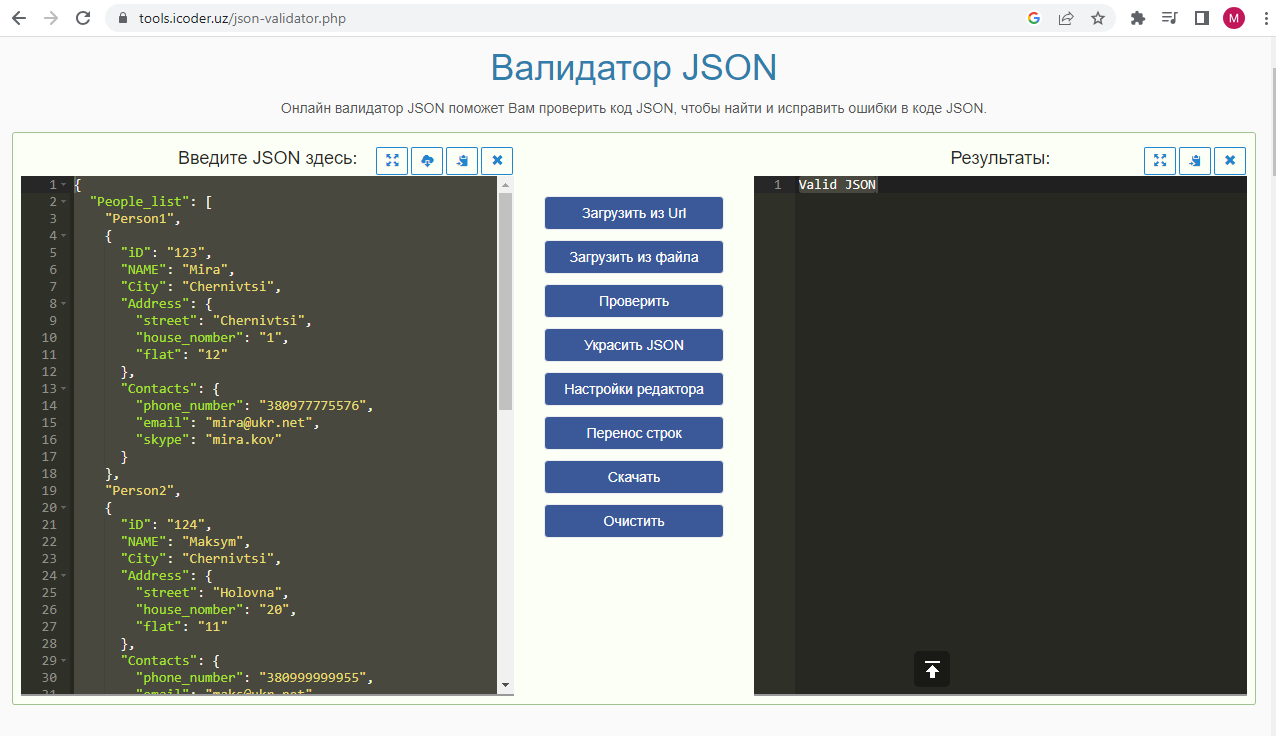 tools.icoder.uz/json-validator.php
M
Валидатор JSON
Онлайн валидатор JSON поможет Вам проверить код JSON, чтобы найти и исправить ошибки в коде JSON.
Введите JSON здесь:
1 {
2 "People_list": [
3 "Person1",
4 {
5 "iD": "123",
6 "NAME": "Mira",
7 "City": "Chernivtsi",
8 "Address": {
9 "street": "Chernivtsi",
10 "house_nomber": "1",
11 "flat": "12"
12 },
13 "Contacts": {
14 "phone_number": "380977775576",
15 "email": "mira@ukr.net",
16 "skype": "mira.kov"
17 }
18 },
19 "Person2",
20 {
21 "iD": "124",
22 "NAME": "Maksym",
23 "City": "Chernivtsi",
24 "Address": {
25 "street": "Holovna",
26 "house_nomber": "20",
27 "flat": "11"
28 },
29 "Contacts": {
30 "phone_number": "380999999955",
31 "email": "maks@ukr.net"
Загрузить из Url
Загрузить из файла
Проверить
Украсить JSON
Настройки редактора
Перенос строк
Скачать
Очистить
Результаты:
1 Valid JSON